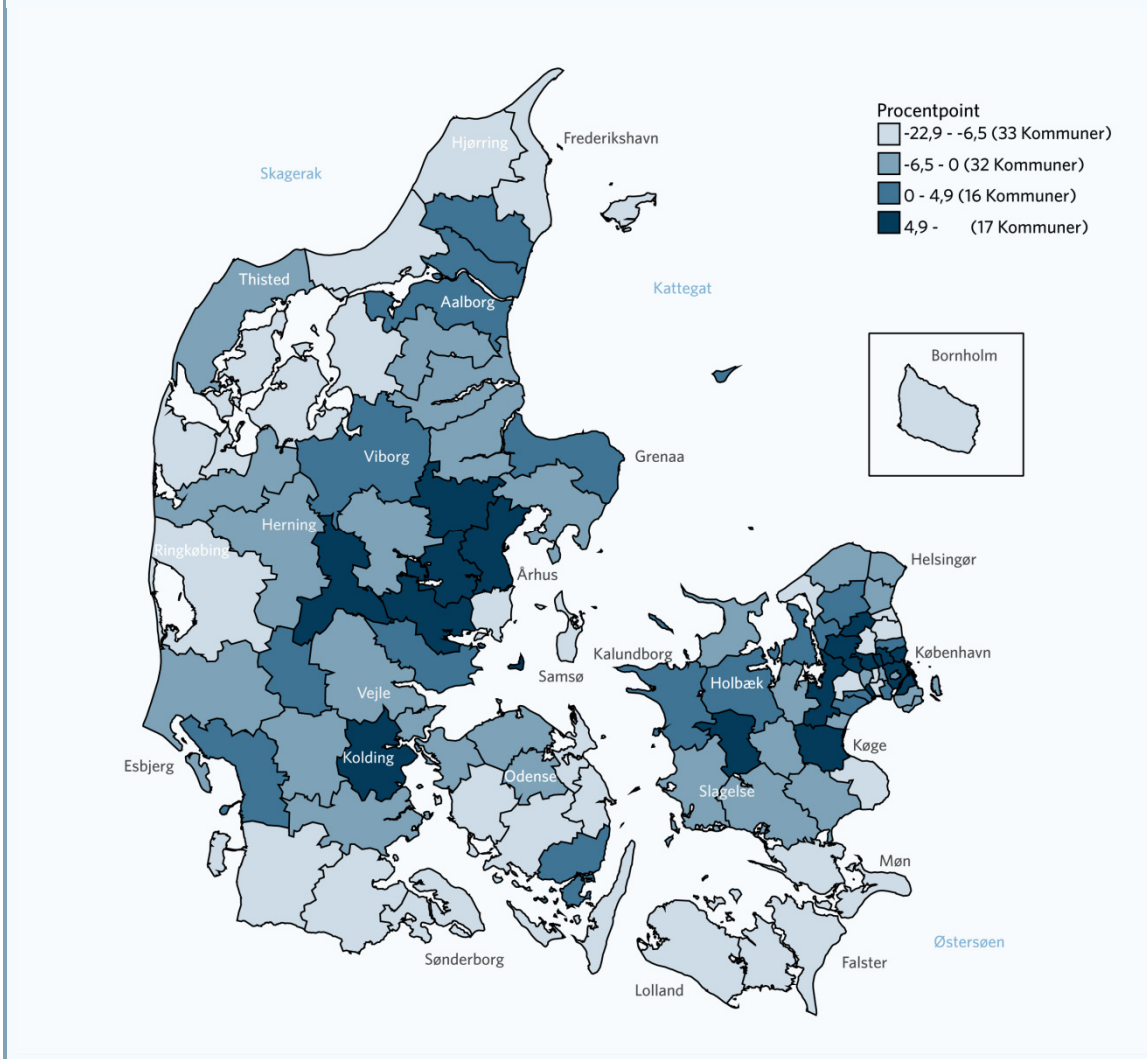 Procentpoint
-22,9 - -6,5 (33 Kommuner)
-6,5 - 0 (32 Kommuner)
0 - 4,9 (16 Kommuner)
4,9 - (17 Kommuner)
Hjørring
Frederikshavn
Skagerak
Thisted
Kattegat
Aalborg
Bornholm
Viborg
Grenaa
Herning
Ringkøbing
Helsingør
Århus
København
Kalundborg
Samsø
Holbæk
Vejle
Køge
Kolding
Esbjerg
Odense
Slagelse
Møn
Østersøen
Sønderborg
Falster
Lolland